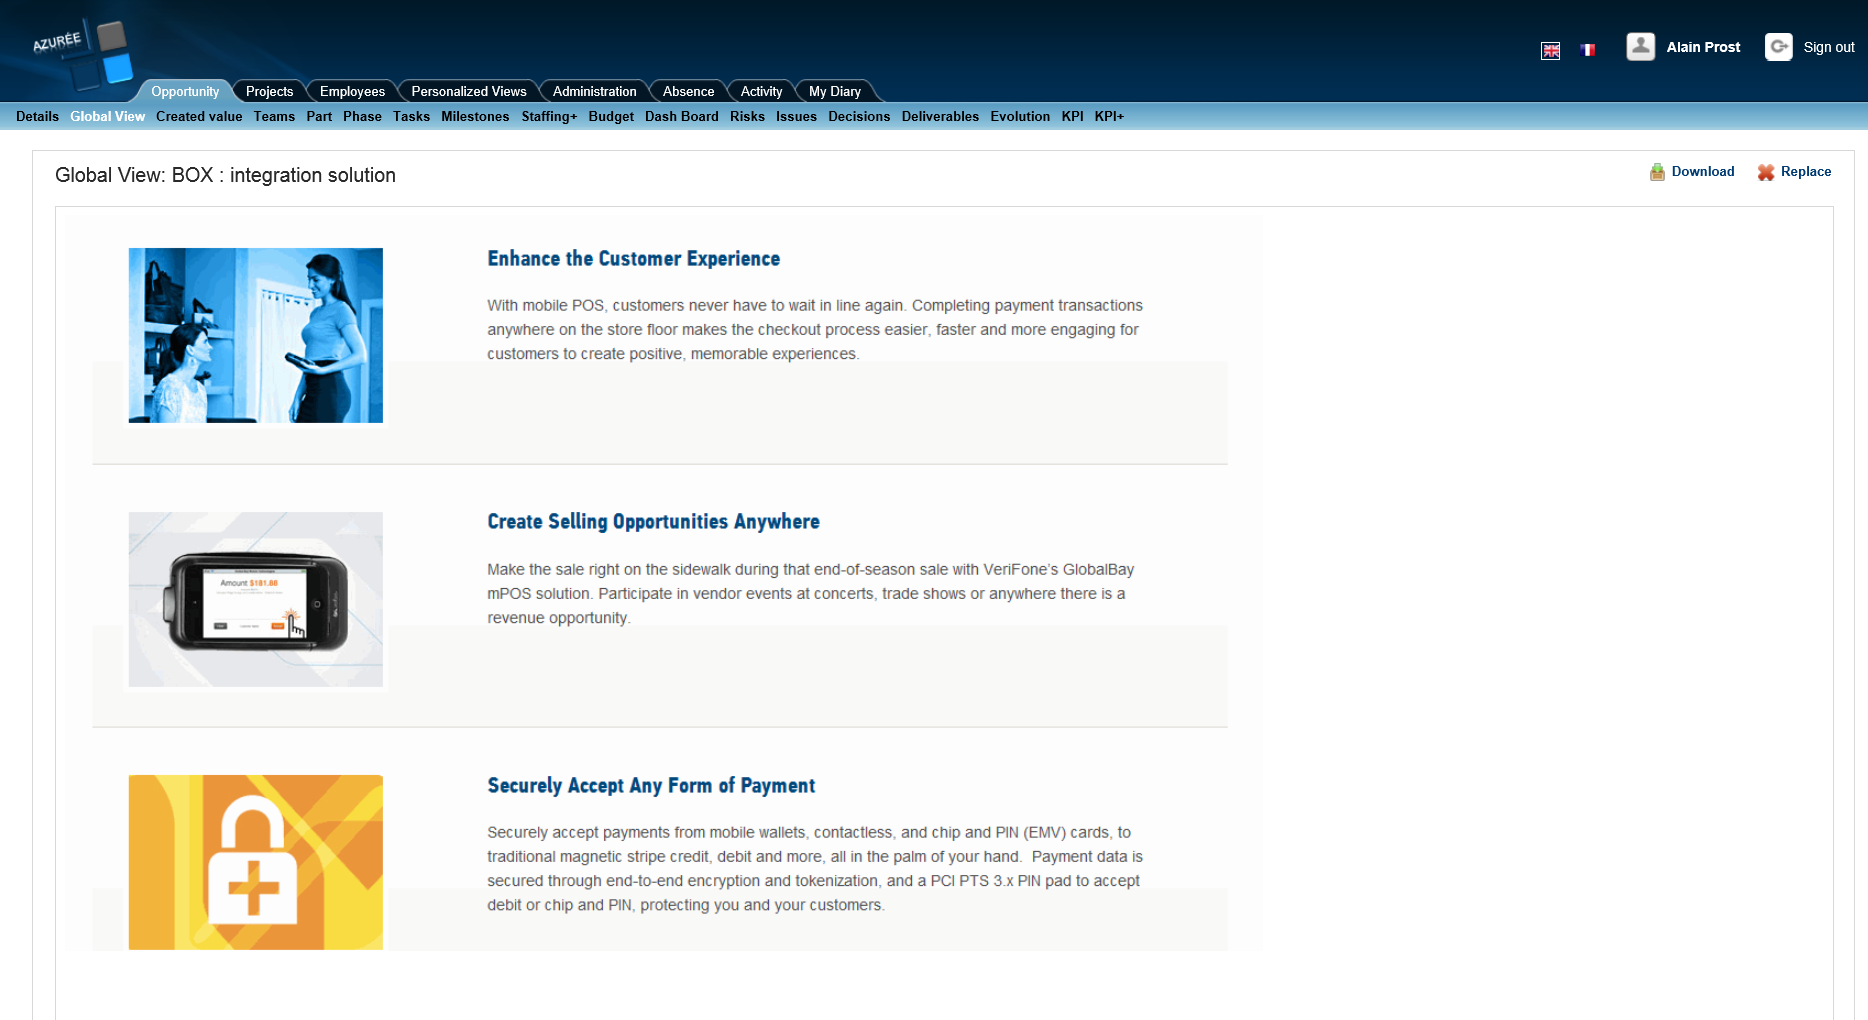 AZURÉE
Alain Prost
Sign out
Opportunity Projects Employees Personalized Views Administration Absence Activity My Diary
Details Global View Created value Teams Part Phase Tasks Milestones Staffing+ Budget Dash Board Risks Issues Decisions Deliverables Evolution KPI KPI+
Global View: BOX : integration solution
Download Replace
Enhance the Customer Experience
With mobile POS, customers never have to wait in line again. Completing payment transactions
anywhere on the store floor makes the checkout process easier, faster and more engaging for
customers to create positive, memorable experiences.
Create Selling Opportunities Anywhere
Make the sale right on the sidewalk during that end-of-season sale with VeriFone’s GlobalBay
mPOS solution. Participate in vendor events at concerts, trade shows or anywhere there is a
revenue opportunity.
Amount $181.88
Securely Accept Any Form of Payment
Securely accept payments from mobile wallets, contactless, and chip and PIN (EMV) cards, to
traditional magnetic stripe credit, debit and more, all in the palm of your hand. Payment data is
secured through end-to-end encryption and tokenization, and a PCI PTS 3.x PIN pad to accept
debit or chip and PIN, protecting you and your customers.